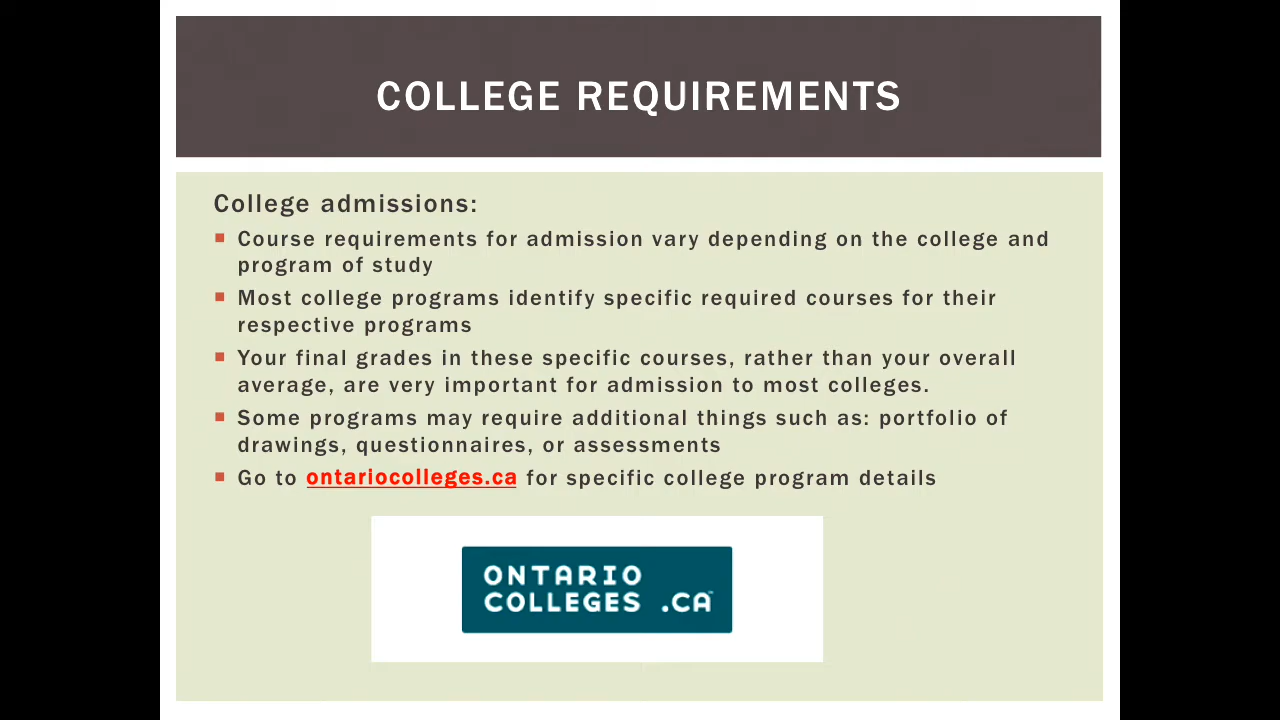 COLLEGE REQUIREMENTS
College admissions:
Course requirements for admission vary depending on the college and
program of study
Most college programs identify specific required courses for their
respective programs
Your final grades in these specific courses, rather than your overall
average, are very important for admission to most colleges.
Some programs may require additional things such as: portfolio of
drawings, questionnaires, or assessments
Go to ontariocolleges.ca for specific college program details
ONTARIO
COLLEGES .CA